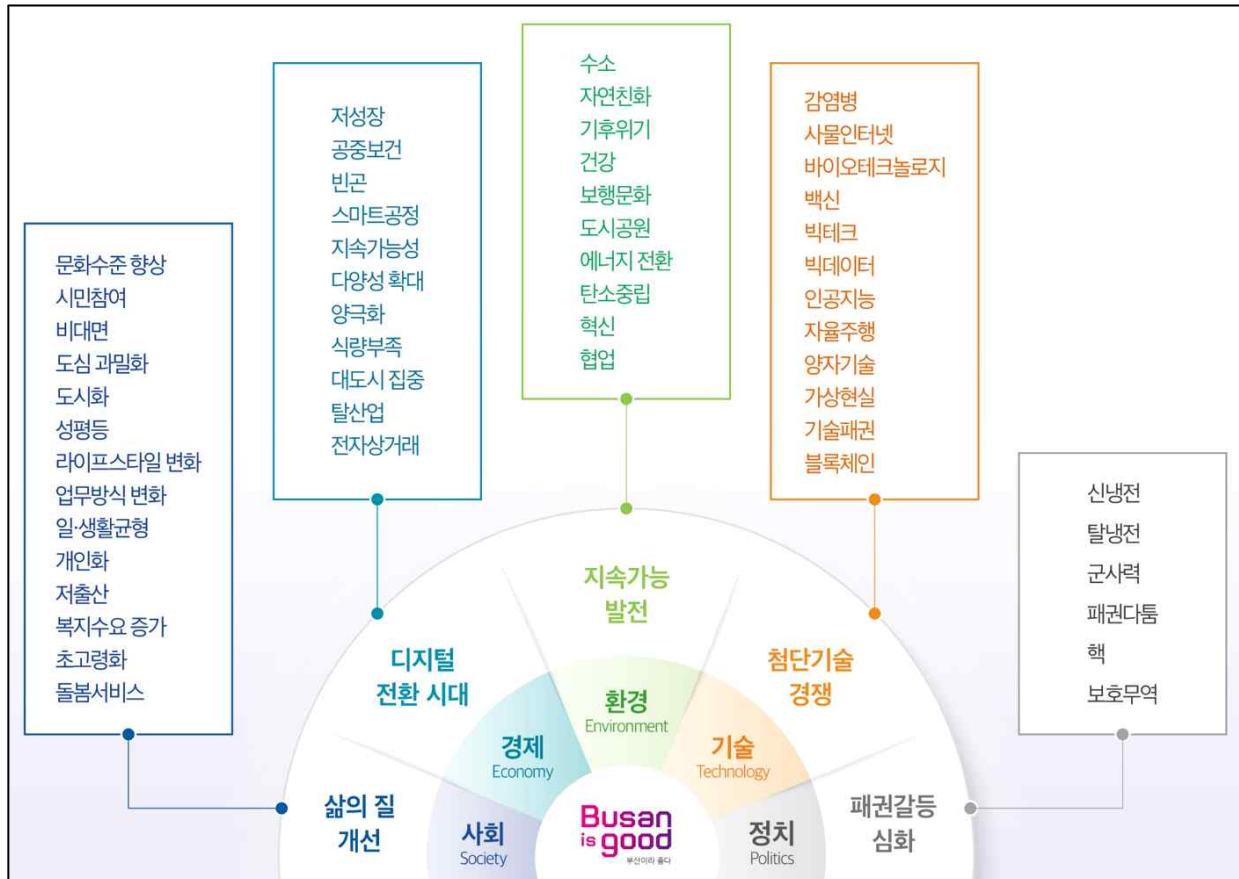 문화수준 향상
시민참여
비대면
도심 과밀화
도시화
성평등
라이프스타일 변화
업무방식 변화
일·생활균형
개인화
저출산
복지수요 증가
초고령화
돌봄서비스
저성장
공중보건
빈곤
스마트공정
지속가능성
다양성 확대
양극화
식량부족
대도시 집중
탈산업
전자상거래
수소
자연친화
기후위기
건강
보행문화
도시공원
에너지 전환
탄소중립
혁신
협업
감염병
사물인터넷
바이오테크놀로지
백신
빅테크
빅데이터
인공지능
자율주행
양자기술
가상현실
기술패권
블록체인
신냉전
탈냉전
군사력
패권다툼
핵
보호무역
삶의 질
개선
디지털
전환 시대
지속가능
발전
첨단기술
경쟁
패권갈등
심화
사회
Society
경제
Economy
환경
Environment
기술
Technology
정치
Politics
Busan
is good
부산이라 좋다